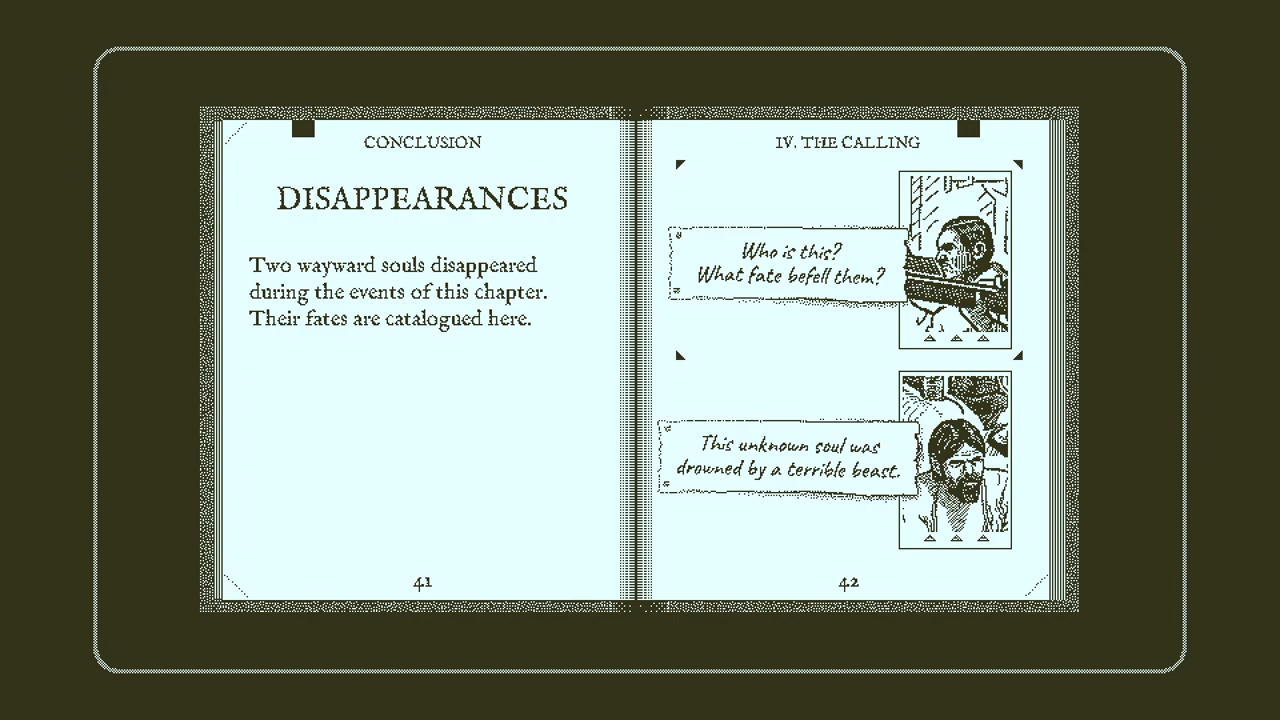 CONCLUSION
DISAPPEARANCES
Two wayward souls disappeared
during the events of this chapter.
Their fates are catalogued here.
41
IV. THE CALLING
Who is this?
What fate befell them?
This unknown soul was
drowned by a terrible beast.
42